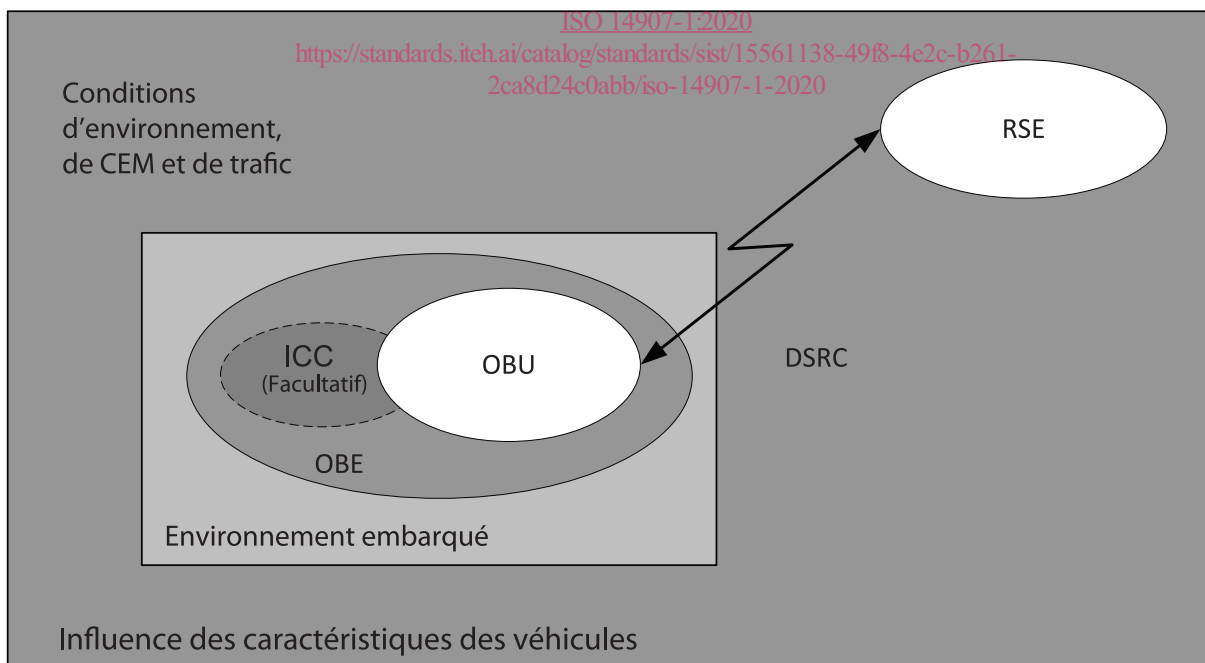 ISO 14907-1:2020
https://standards.iteh.ai/catalog/standards/sist/15561138-49f8-4e2c-b261-
2ca8d24c0abb/iso-14907-1-2020
Conditions
d'environnement,
de CEM et de trafic
RSE
ICC
(Facultatif)
OBU
DSRC
OBE
Environnement embarqué
Influence des caractéristiques des véhicules